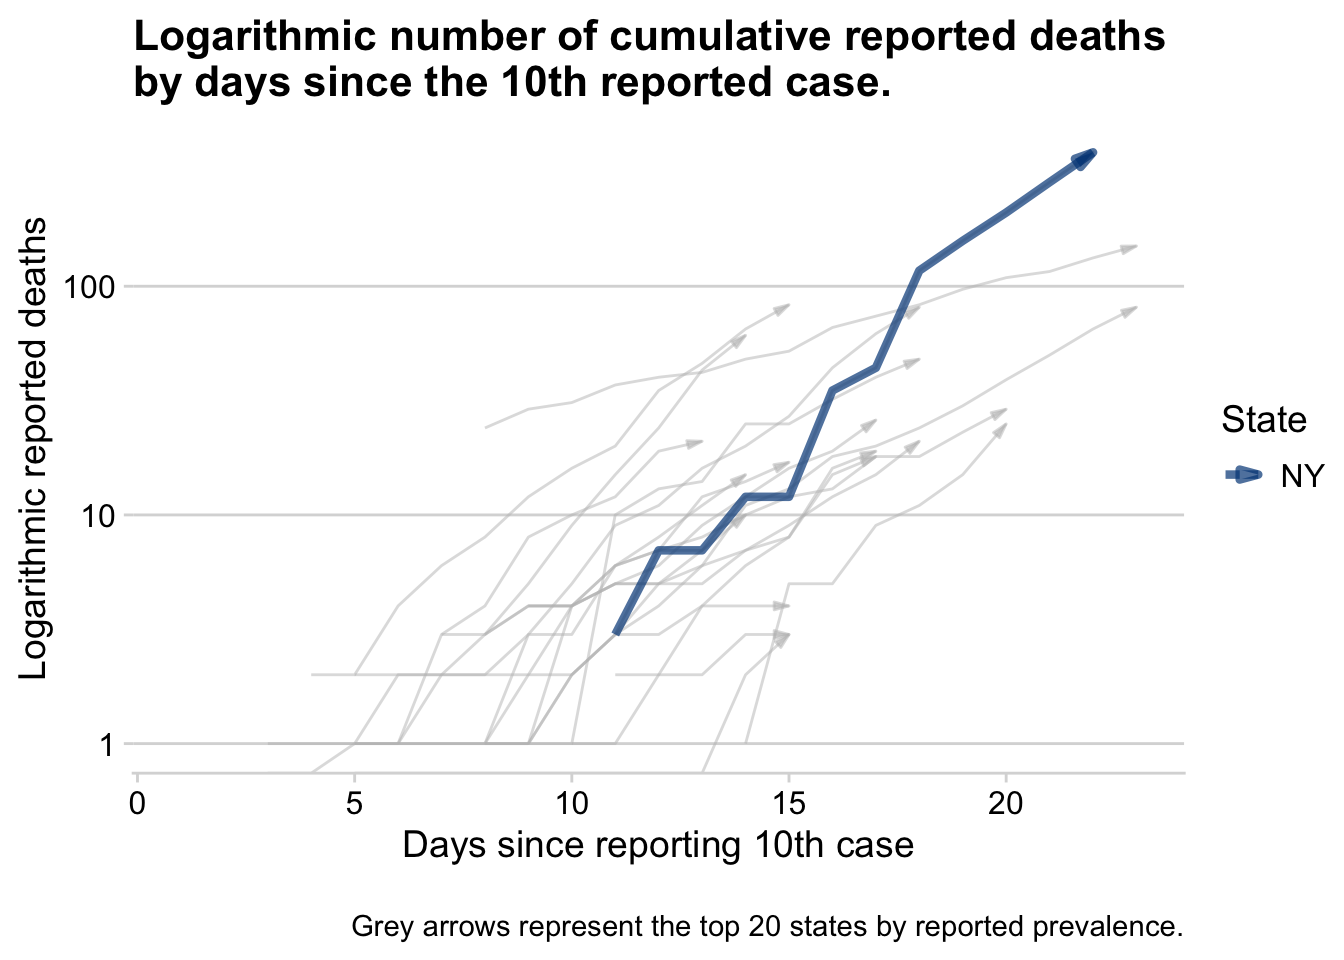 Logarithmic number of cumulative reported deaths
by days since the 10th reported case.
Logarithmic reported deaths
100
10
1
0 5 10 15 20
Days since reporting 10th case
State
NY
Grey arrows represent the top 20 states by reported prevalence.